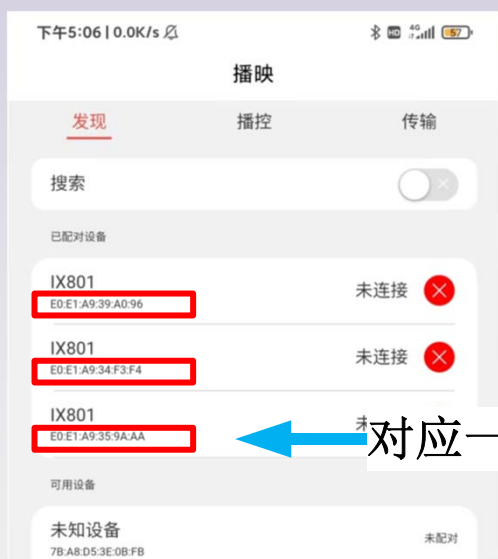 下午5:06 | 0.0K/s
HD 4G 57
播映
发现 播控 传输
搜索
已配对设备
IX801
E0:E1:A9:39:A0:96
未连接
IX801
E0:E1:A9:34:F3:F4
未连接
IX801
E0:E1:A9:35:9A:AA
对应一
可用设备
未知设备
7B:A8:D5:3E:0B:FB
未配对